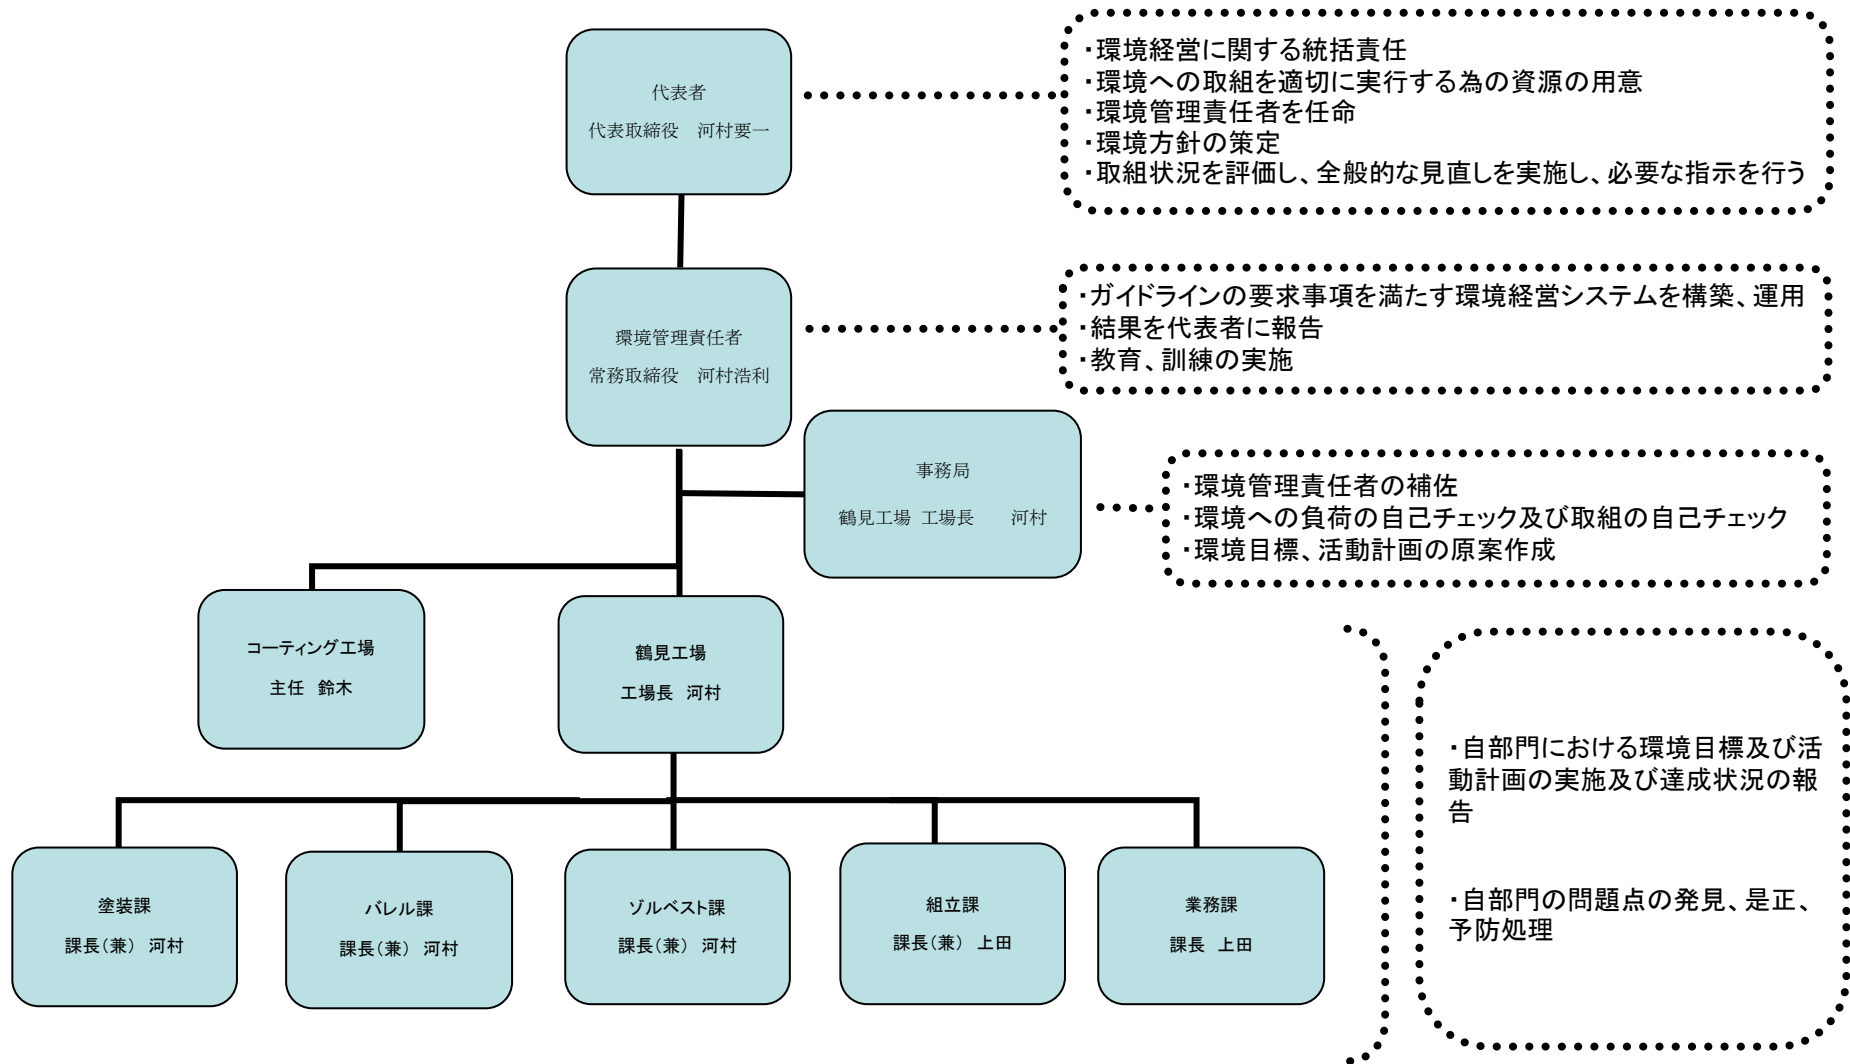 代表者
代表取締役　河村要一
・環境経営に関する統括責任
・環境への取組を適切に実行する為の資源の用意
・環境管理責任者を任命
・環境方針の策定
・取組状況を評価し、全般的な見直しを実施し、必要な指示を行う
環境管理責任者
常務取締役　河村浩利
・ガイドラインの要求事項を満たす環境経営システムを構築、運用
・結果を代表者に報告
・教育、訓練の実施
事務局
鶴見工場 工場長　　河村
・環境管理責任者の補佐
・環境への負荷の自己チェック及び取組の自己チェック
・環境目標、活動計画の原案作成
コーティング工場
主任 鈴木
鶴見工場
工場長 河村
・自部門における環境目標及び活
動計画の実施及び達成状況の報
告
・自部門の問題点の発見、是正、
予防処理
塗装課
課長（兼） 河村
バレル課
課長（兼） 河村
ゾルベスト課
課長（兼） 河村
組立課
課長（兼） 上田
業務課
課長 上田